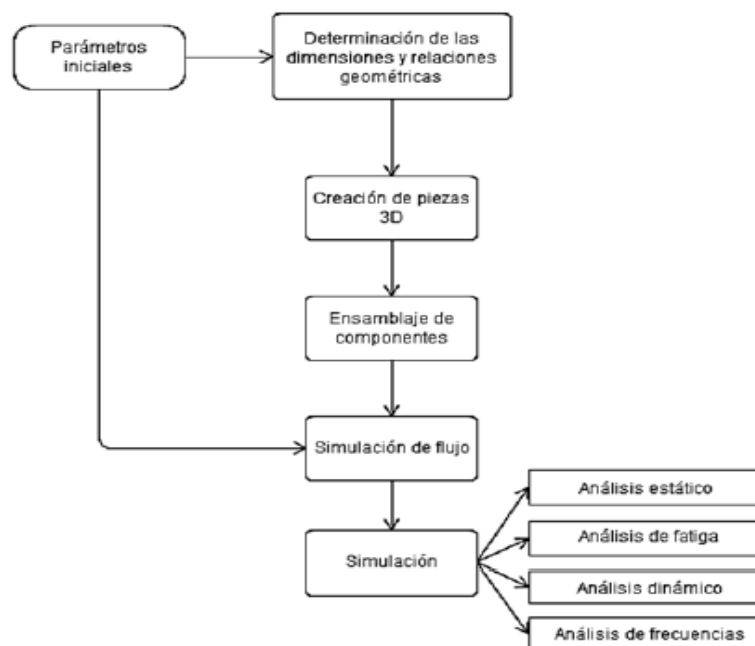 Parámetros
iniciales
Determinación de las
dimensiones y relaciones
geométricas
Creación de piezas
3D
Ensamblaje de
componentes
Simulación de flujo
Simulación
Análisis estático
Análisis de fatiga
Análisis dinámico
Análisis de frecuencias